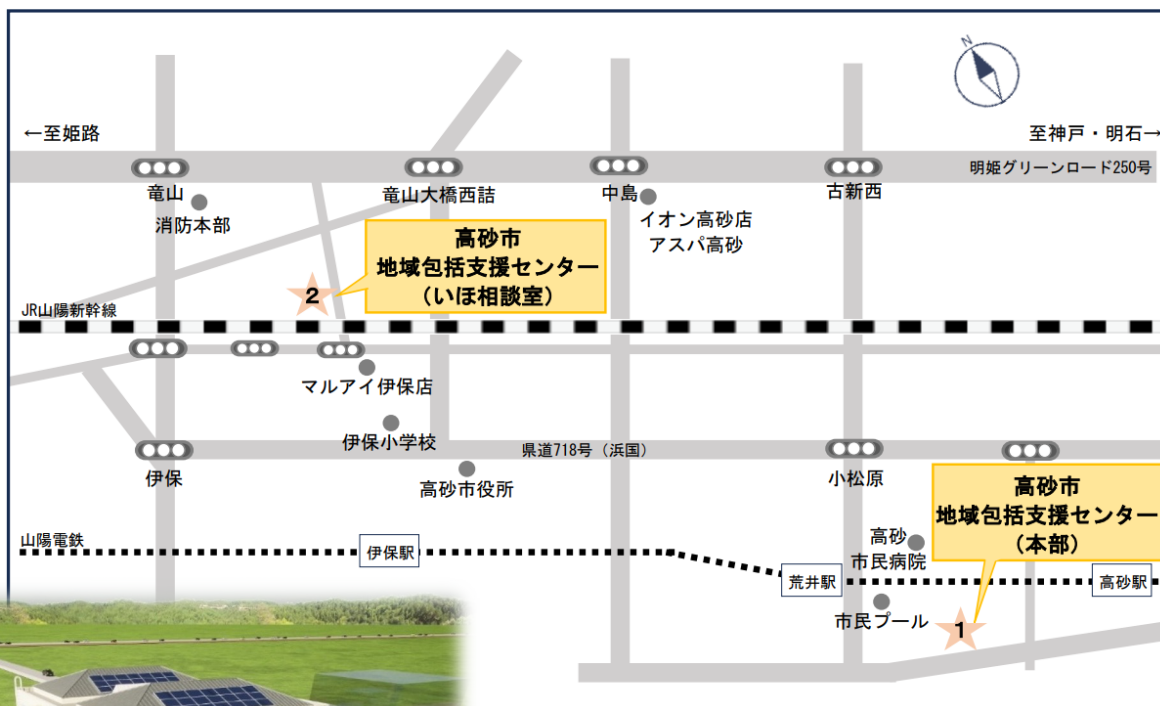 N
←至姫路
至神戸・明石→
明姫グリーンロード250号
竜山
竜山大橋西詰
中島
古新西
消防本部
イオン高砂店
アスパ高砂
高砂市
地域包括支援センター
（いほ相談室）
2
JR山陽新幹線
マルアイ伊保店
伊保小学校
県道718号（浜国）
伊保
高砂市役所
小松原
高砂市
地域包括支援センター
（本部）
山陽電鉄
伊保駅
高砂
市民病院
荒井駅
高砂駅
市民プール
1